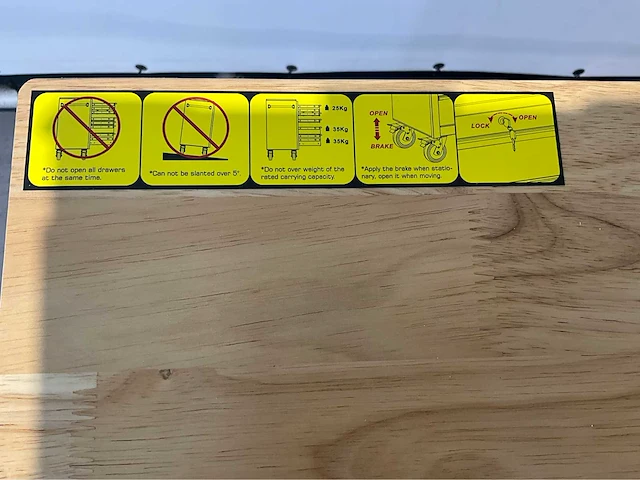 *Do not open all drawers
at the same time.
*Can not be slanted over 5°
25Kg
35Kg
35Kg
*Do not over weight of the
rated carrying capacity.
OPEN
BRAKE
*Apply the brake when statio-
nary, open it when moving.
LOCK
OPEN